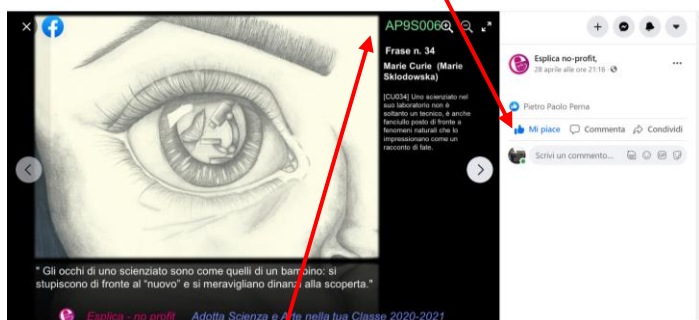 AP9S006
Frase n. 34
Marie Curie (Marie
Sklodowska)
[CU034] Uno scienziato nel
suo laboratorio non è
soltanto un tecnico, è anche
fanciullo posto di fronte a
fenomeni naturali che lo
impressionano come un
racconto di fate.
" Gli occhi di uno scienziato sono come quelli di un bambino: si
stupiscono di fronte al "nuovo" e si meravigliano dinanzi alla scoperta."
Esplica - no profit Adotta Scienza e Arte nella tua Classe 2020-2021
Esplica no-profit,
28 aprile alle ore 21:16
Pietro Paolo Perna
Mi piace Commenta Condividi
Scrivi un commento...